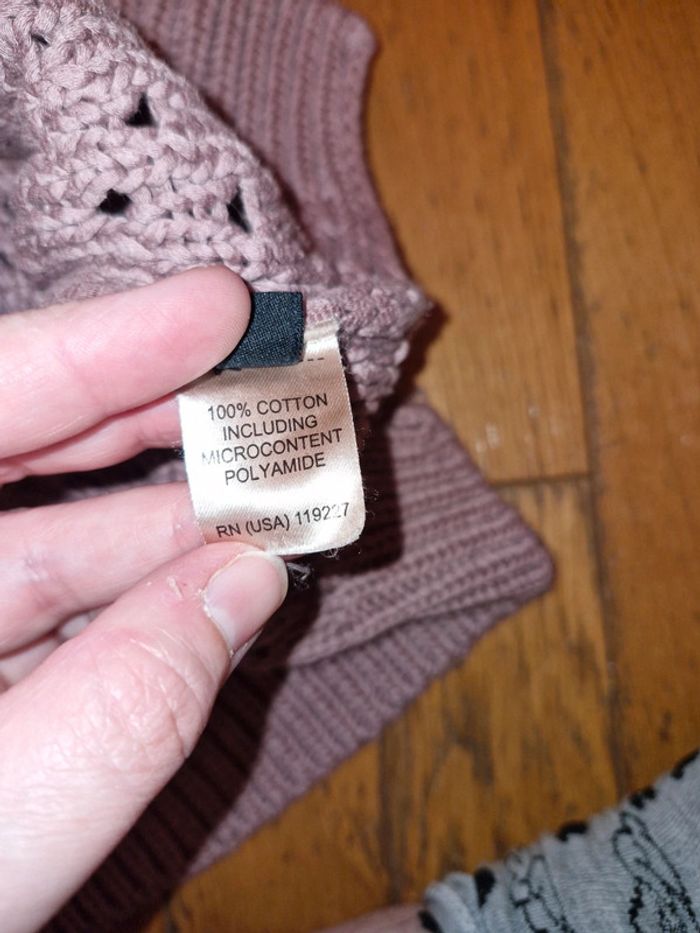 100% COTTON
INCLUDING
MICROCONTENT
POLYAMIDE
RN (USA)